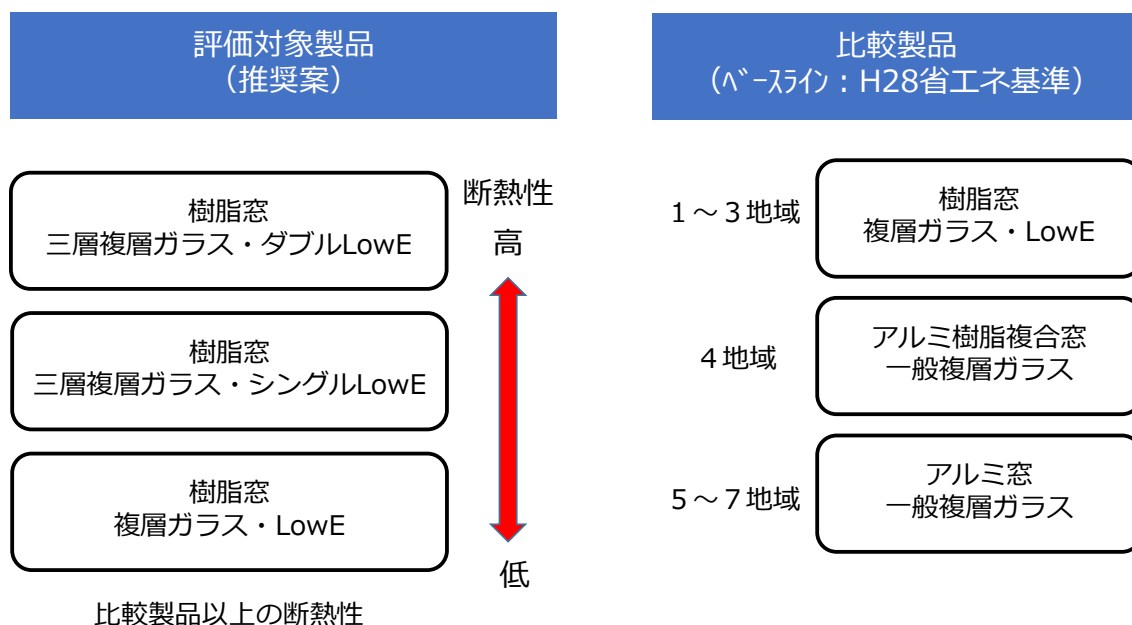 評価対象製品
（推奨案）
樹脂窓
三層複層ガラス・ダブルLowE
樹脂窓
三層複層ガラス・シングルLowE
樹脂窓
複層ガラス・LowE
比較製品以上の断熱性
断熱性
高
低
比較製品
（ﾍﾞｰｽﾗｲﾝ：H28省エネ基準）
１～３地域
樹脂窓
複層ガラス・LowE
４地域
アルミ樹脂複合窓
一般複層ガラス
５～７地域
アルミ窓
一般複層ガラス